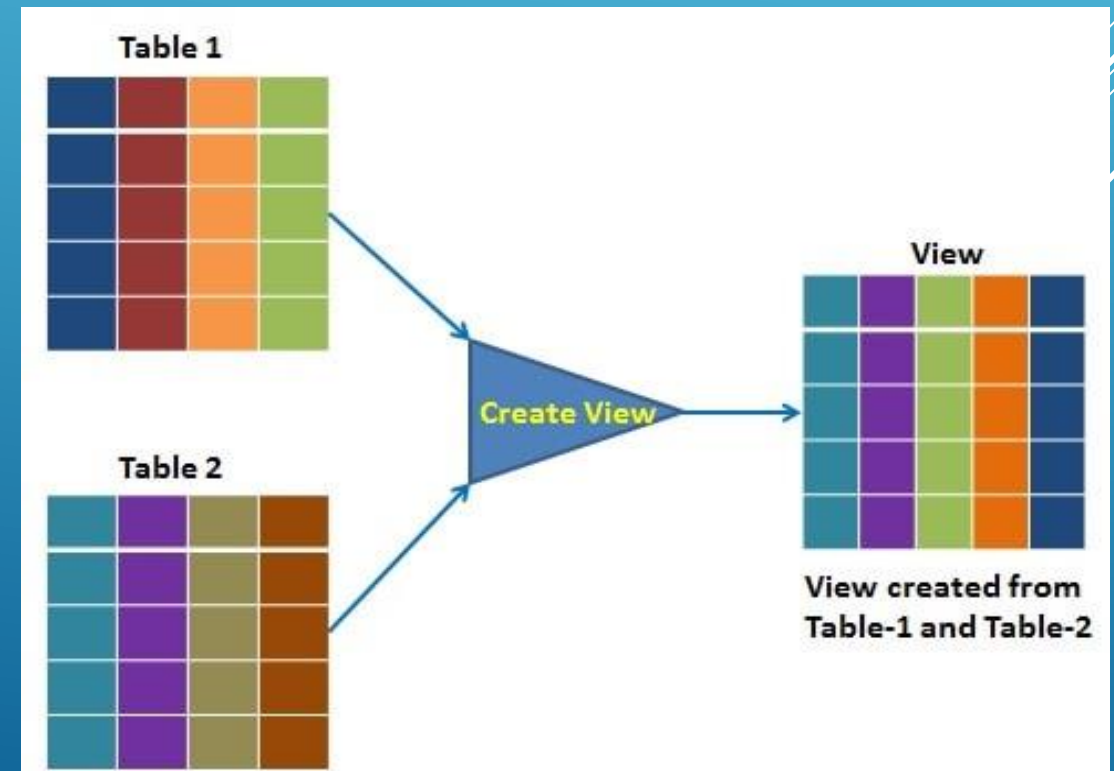 Table 1
View
Create View
Table 2
View created from
Table-1 and Table-2